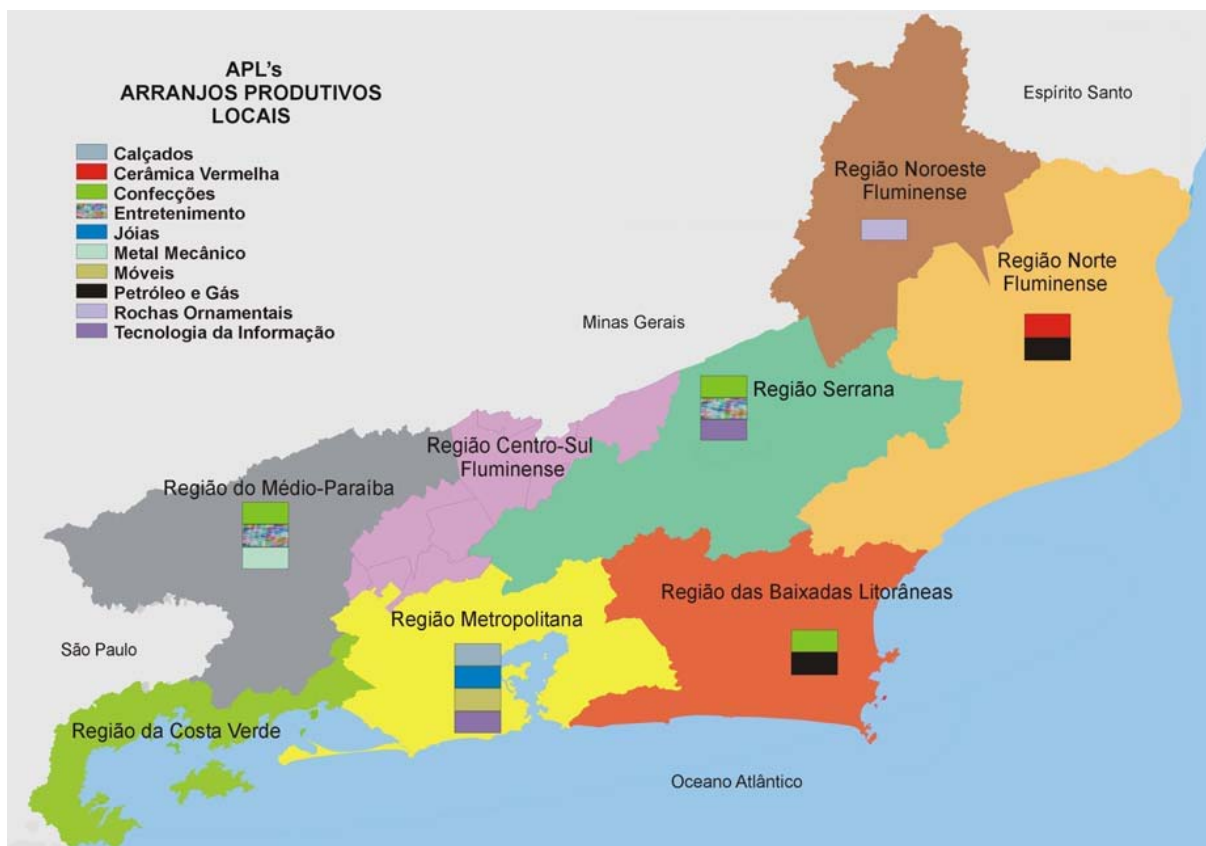 APL's
ARRANJOS PRODUTIVOS
LOCAIS
Calçados
Cerâmica Vermelha
Confecções
Entretenimento
Jóias
Metal Mecânico
Móveis
Petróleo e Gás
Rochas Ornamentais
Tecnologia da Informação
Espírito Santo
Região Noroeste
Fluminense
Região Norte
Fluminense
Minas Gerais
Região Serrana
Região Centro-Sul
Fluminense
Região do Médio-Paraíba
Região das Baixadas Litorâneas
Região Metropolitana
São Paulo
Região da Costa Verde
Oceano Atlântico